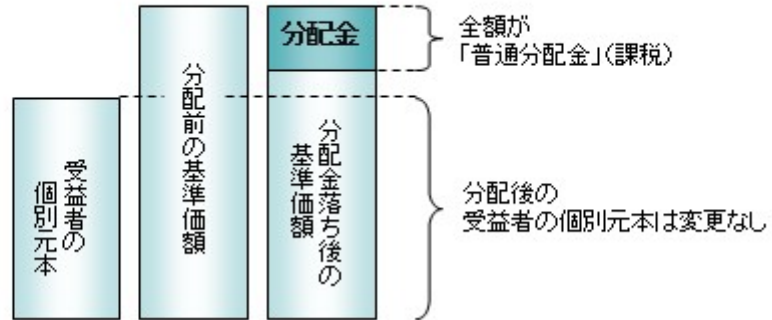 受益者の
個別元本
分配前の基準価額
分配金
分配金落ち後の
基準価額
全額が
「普通分配金」(課税)
分配後の
受益者の個別元本は変更なし